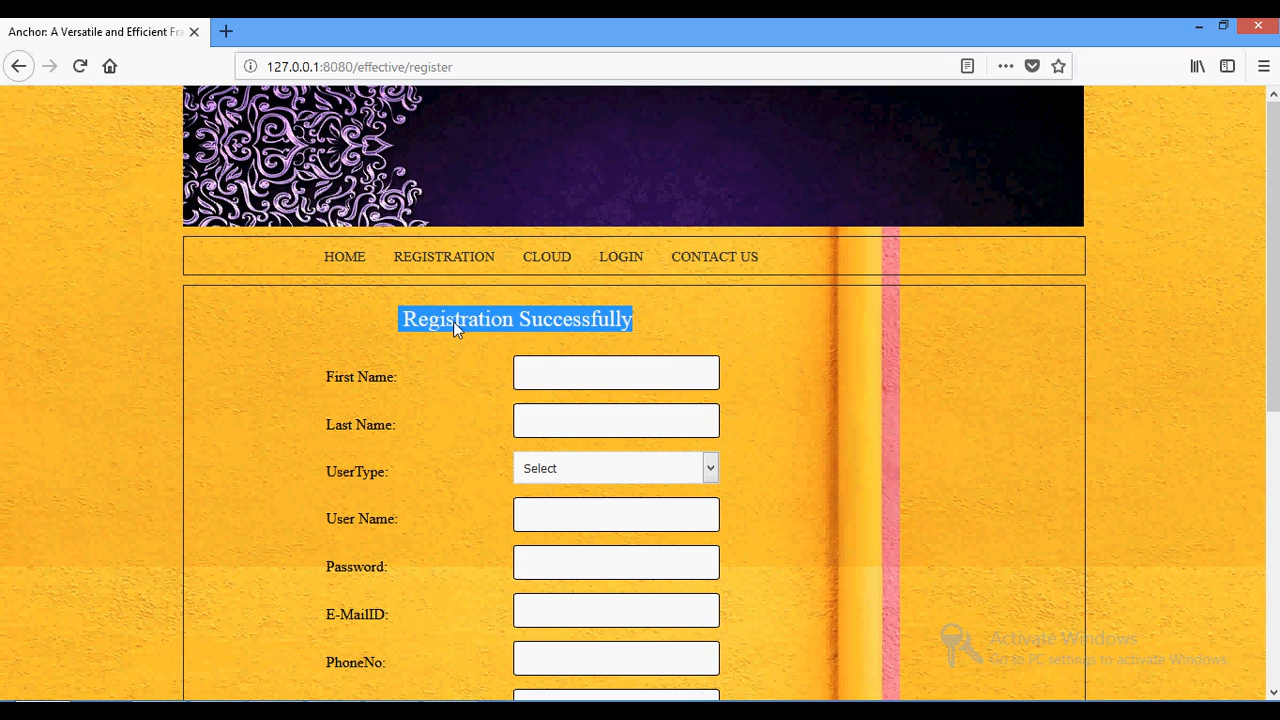 Anchor: A Versatile and Efficient Fra
127.0.0.1:8080/effective/register
HOME REGISTRATION CLOUD LOGIN CONTACT US
Registration Successfully
First Name:
Last Name:
UserType: Select
User Name:
Password:
E-MailID:
PhoneNo:
Activate Windows
Go to PC settings to activate Windows.